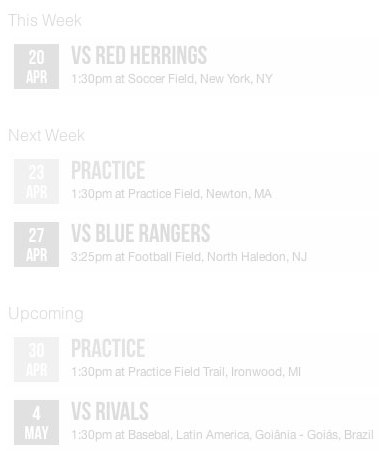 This Week
20
APR
VS RED HERRINGS
1:30pm at Soccer Field, New York, NY
Next Week
23
APR
PRACTICE
1:30pm at Practice Field, Newton, MA
27
APR
VS BLUE RANGERS
3:25pm at Football Field, North Haledon, NJ
Upcoming
30
APR
PRACTICE
1:30pm at Practice Field Trail, Ironwood, MI
4
MAY
VS RIVALS
1:30pm at Basebal, Latin America, Goiânia - Goiás, Brazil